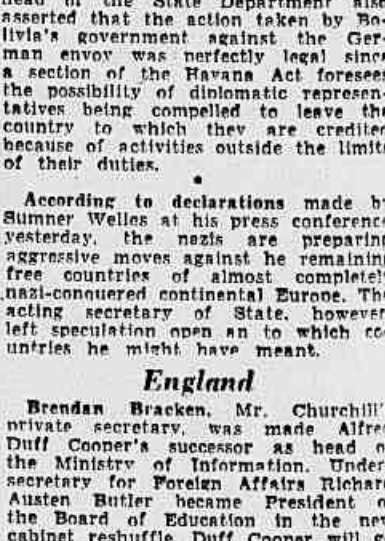 head of the State Department also
asserted that the action taken by Bo-
livia's government against the Ger-
man envoy was perfectly legal since
a section of the Havana Act foresees
the possibility of diplomatic represen-
tatives being compelled to leave the
country to which they are credited
because of activities outside the limits
of their duties.
•
According to declarations made by
Sumner Welles at his press conference
yesterday, the nazis are preparing
aggressive moves against he remaining
free countries of almost completely
nazi-conquered continental Europe. The
acting secretary of State, however
left speculation open an to which co-
untries he might have meant.
England
Brendan Bracken, Mr. Churchill'
private secretary, was made Alfred
Duff Cooper's successor as head of
the Ministry of Information. Under
secretary for Foreign Affairs Richard
Austen Butler became President of
the Board of Education in the new
cabinet reshuffle. Duff Cooper will